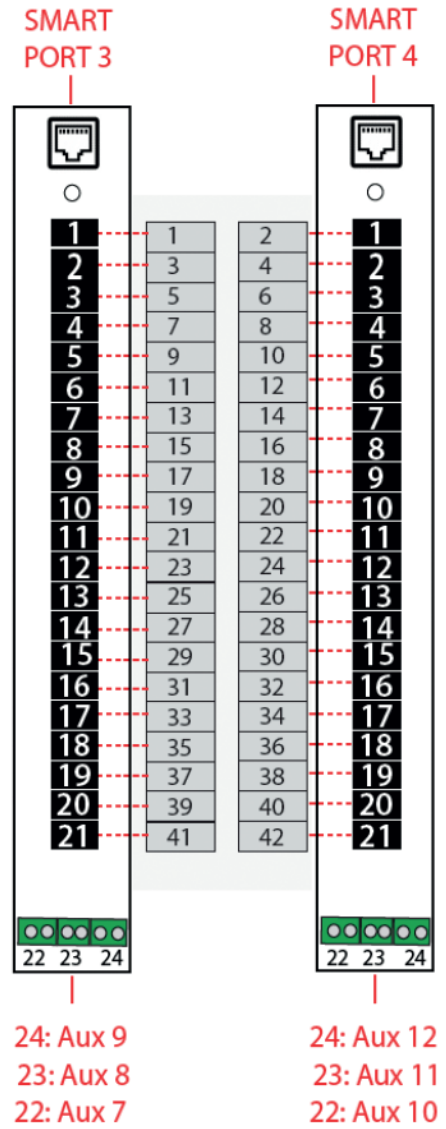 SMART SMART
PORT 3 PORT 4
1 1 2 1
2 3 4 2
3 5 6 3
4 7 8 4
5 9 10 5
6 11 12 6
7 13 14 7
8 15 16 8
9 17 18 9
10 19 20 10
11 21 22 11
12 23 24 12
13 25 26 13
14 27 28 14
15 29 30 15
16 31 32 16
17 33 34 17
18 35 36 18
19 37 38 19
20 39 40 20
21 41 42 21
22 23 24 22 23 24
24: Aux 9 24: Aux 12
23: Aux 8 23: Aux 11
22: Aux 7 22: Aux 10